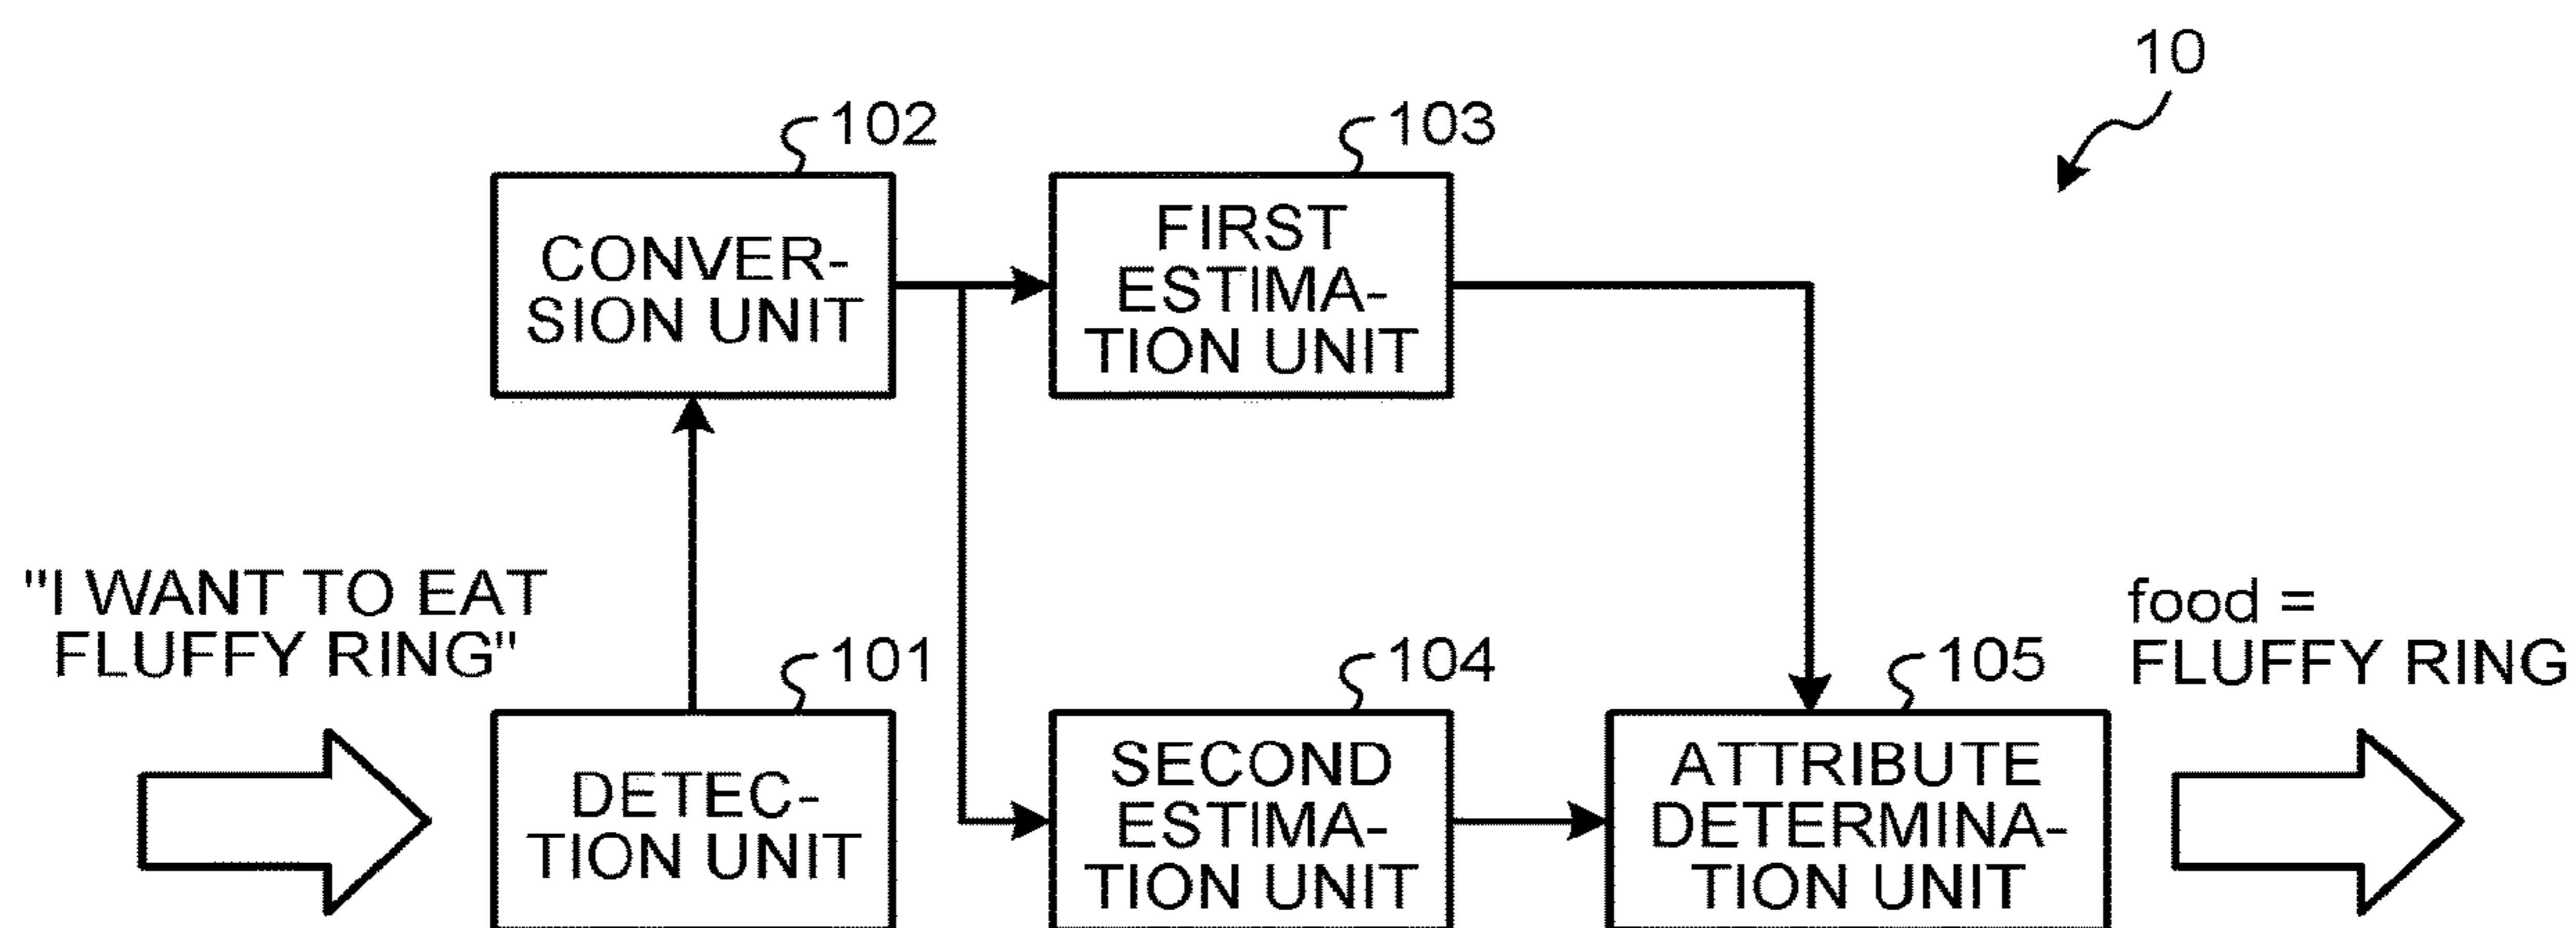 10
102
103
CONVER-
SION UNIT
FIRST
ESTIMA-
TION UNIT
"I WANT TO EAT
FLUFFY RING"
101
104
105
food =
FLUFFY RING
DETEC-
TION UNIT
SECOND
ESTIMA-
TION UNIT
ATTRIBUTE
DETERMINA-
TION UNIT